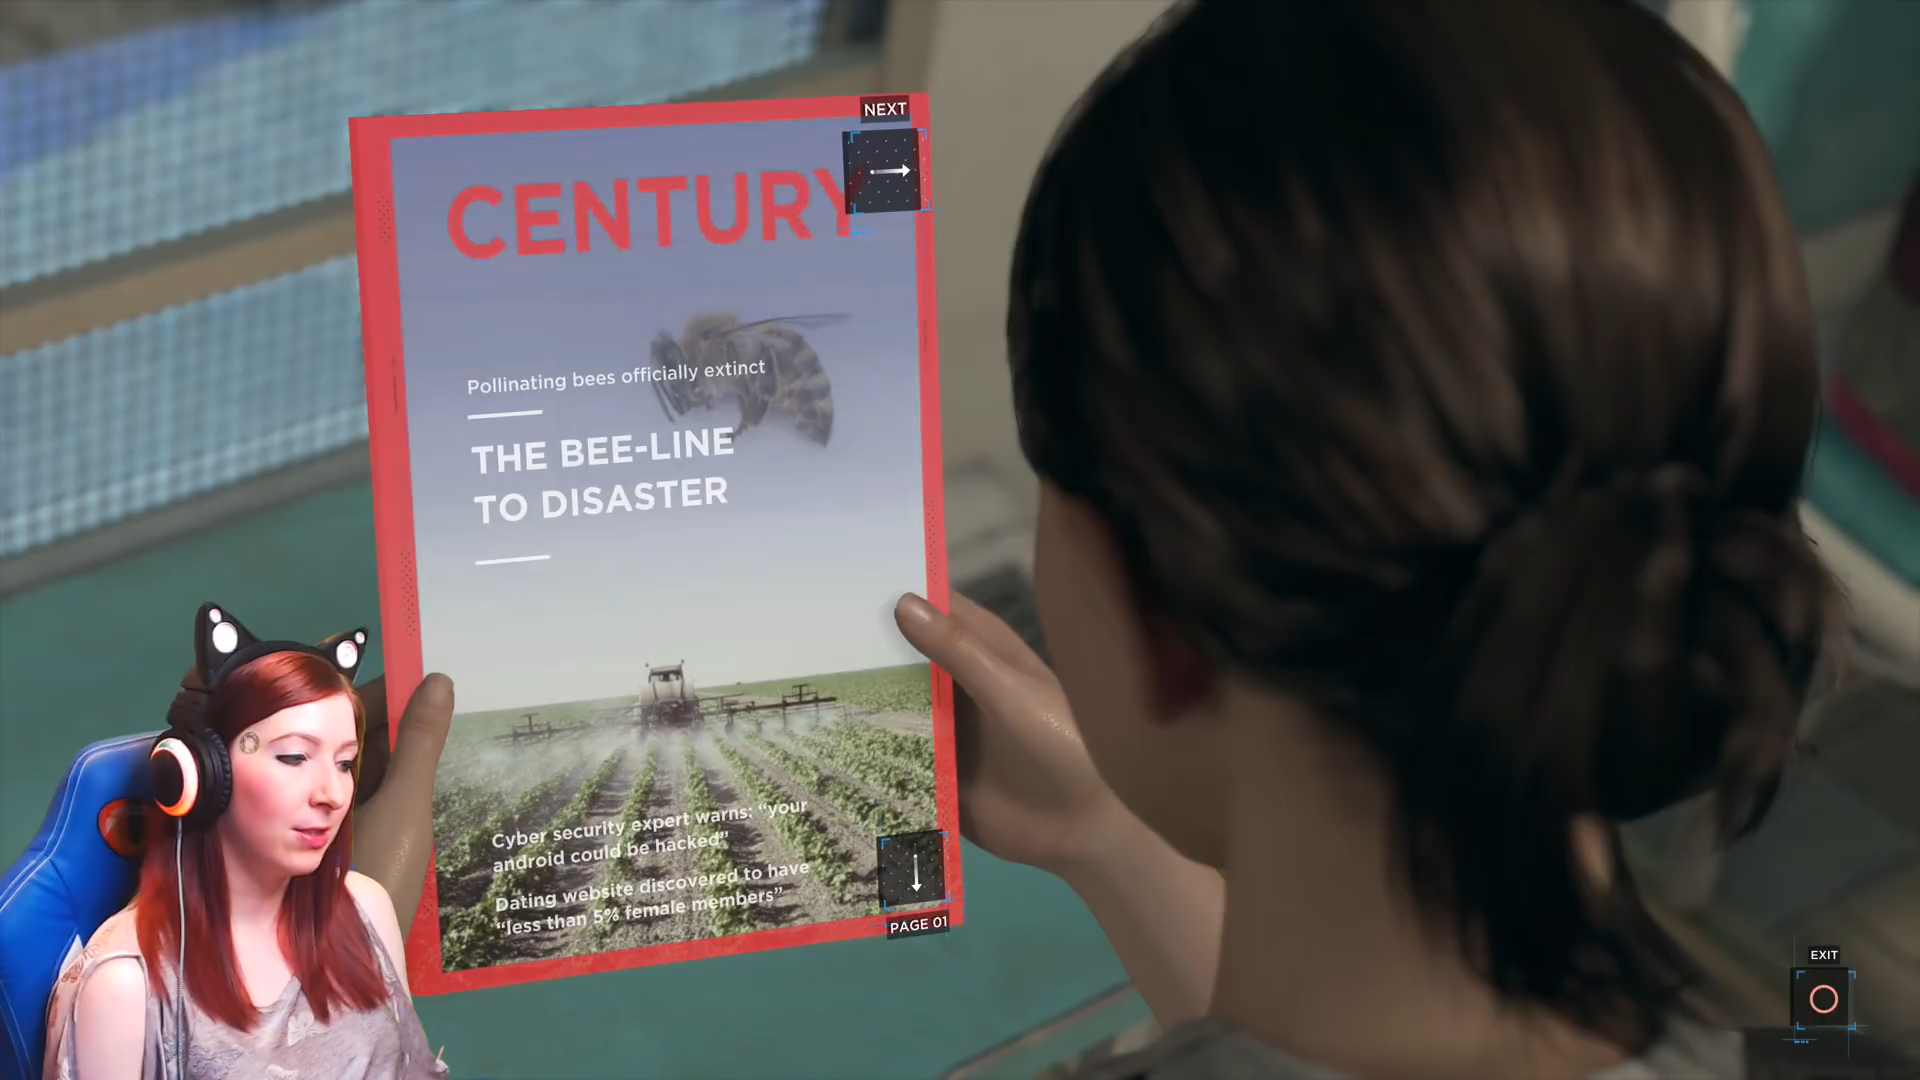 NEXT
CENTURY
Pollinating bees officially extinct
THE BEE-LINE
TO DISASTER
Cyber security expert warns: “your
android could be hacked”
Dating website discovered to have
“less than 5% female members”
PAGE 01
EXIT